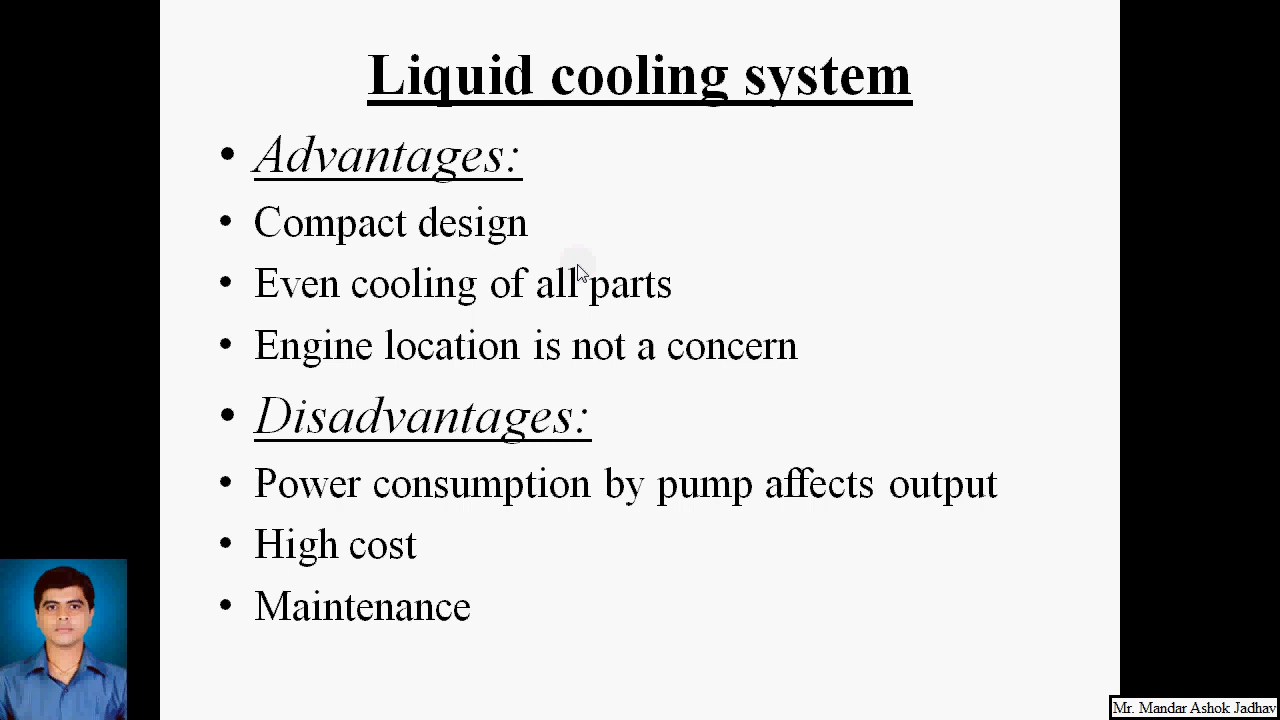 Liquid cooling system
• Advantages:
• Compact design
• Even cooling of all parts
• Engine location is not a concern
• Disadvantages:
• Power consumption by pump affects output
• High cost
• Maintenance
Mr. Mandar Ashok Jadhav